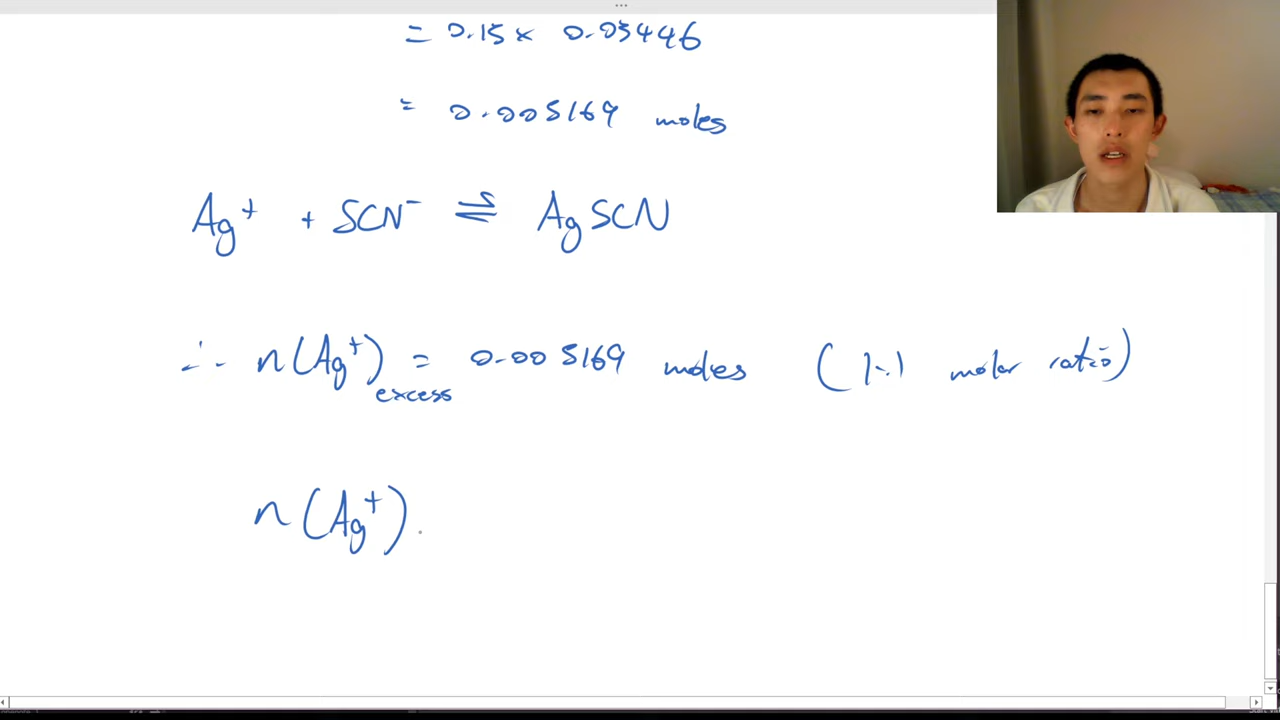 = 0.15 × 0.03446
= 0.005169 moles
Ag⁺ + SCN⁻ ⇌ AgSCN
∴ n(Ag⁺)excess = 0.005169 moles (1:1 molar ratio)
n(Ag⁺)